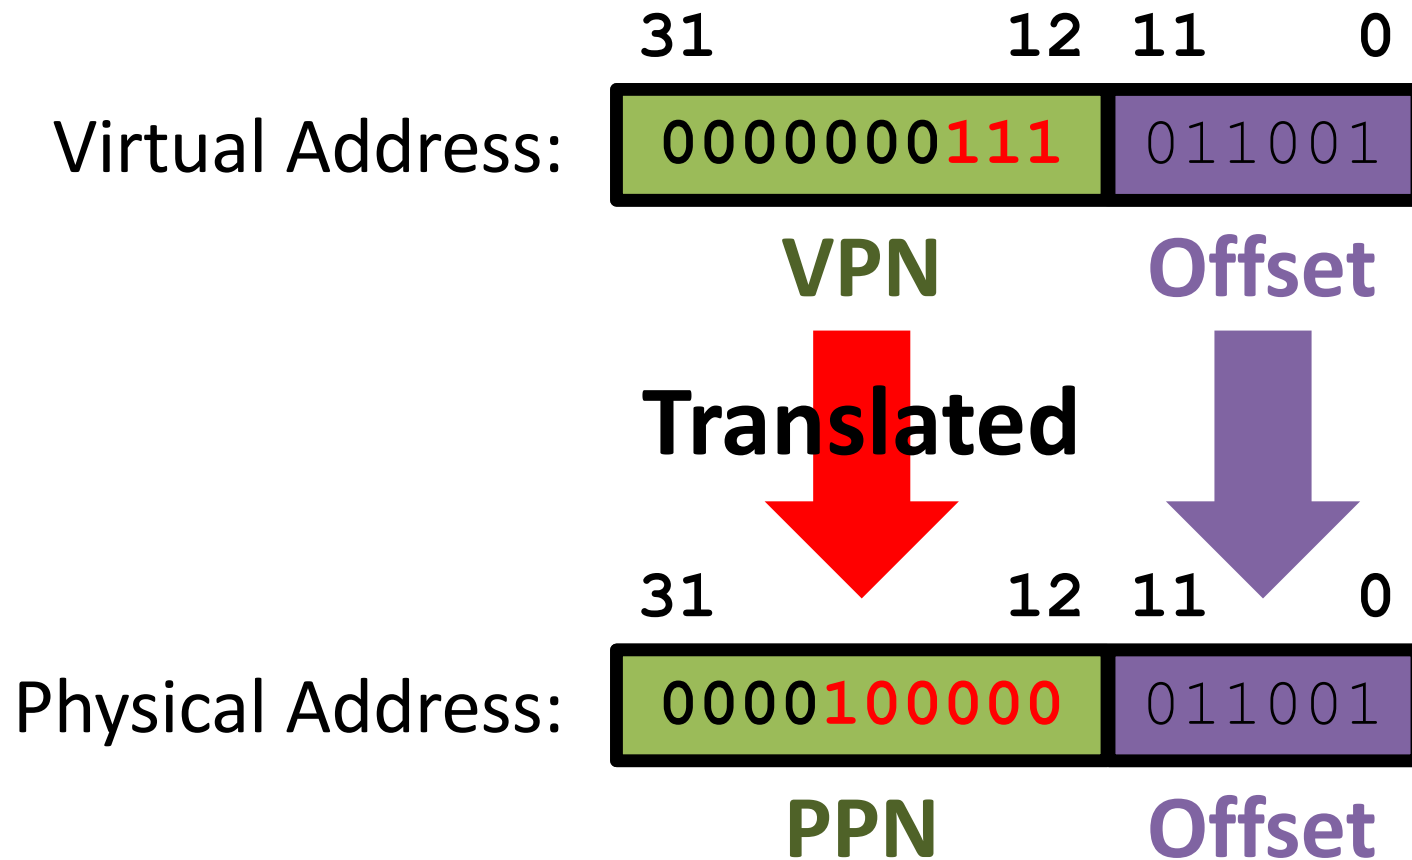 31 12 11 0
Virtual Address: 0000000111 011001
VPN Offset
Translated
31 12 11 0
Physical Address: 0000100000 011001
PPN Offset